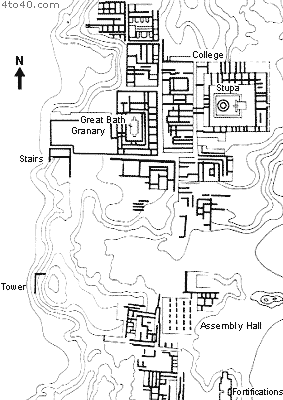 4to40.com
College
N
Stupa
Great Bath
Granary
Stairs
Tower
Assembly Hall
Fortifications